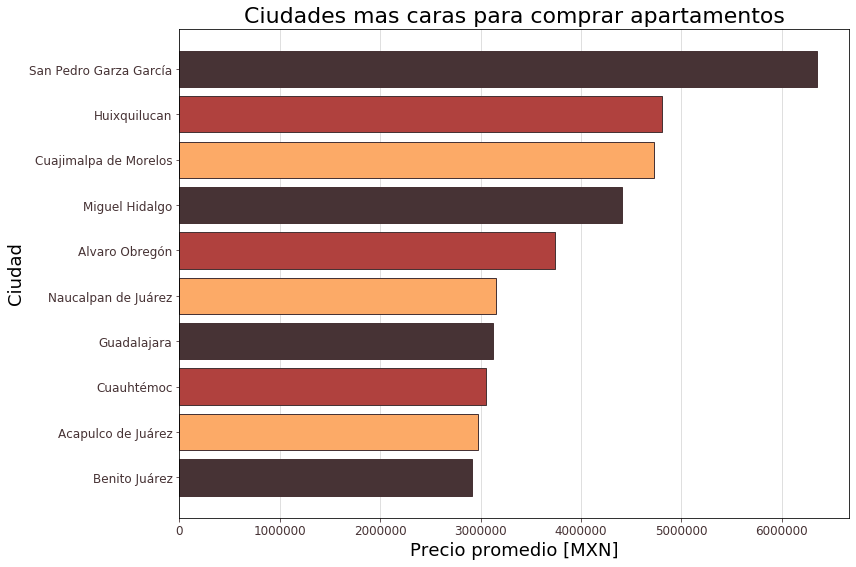 Ciudades mas caras para comprar apartamentos
San Pedro Garza García
Huixquilucan
Cuajimalpa de Morelos
Miguel Hidalgo
Alvaro Obregón
Naucalpan de Juárez
Guadalajara
Cuauhtémoc
Acapulco de Juárez
Benito Juárez
Ciudad
0 1000000 2000000 3000000 4000000 5000000 6000000
Precio promedio [MXN]